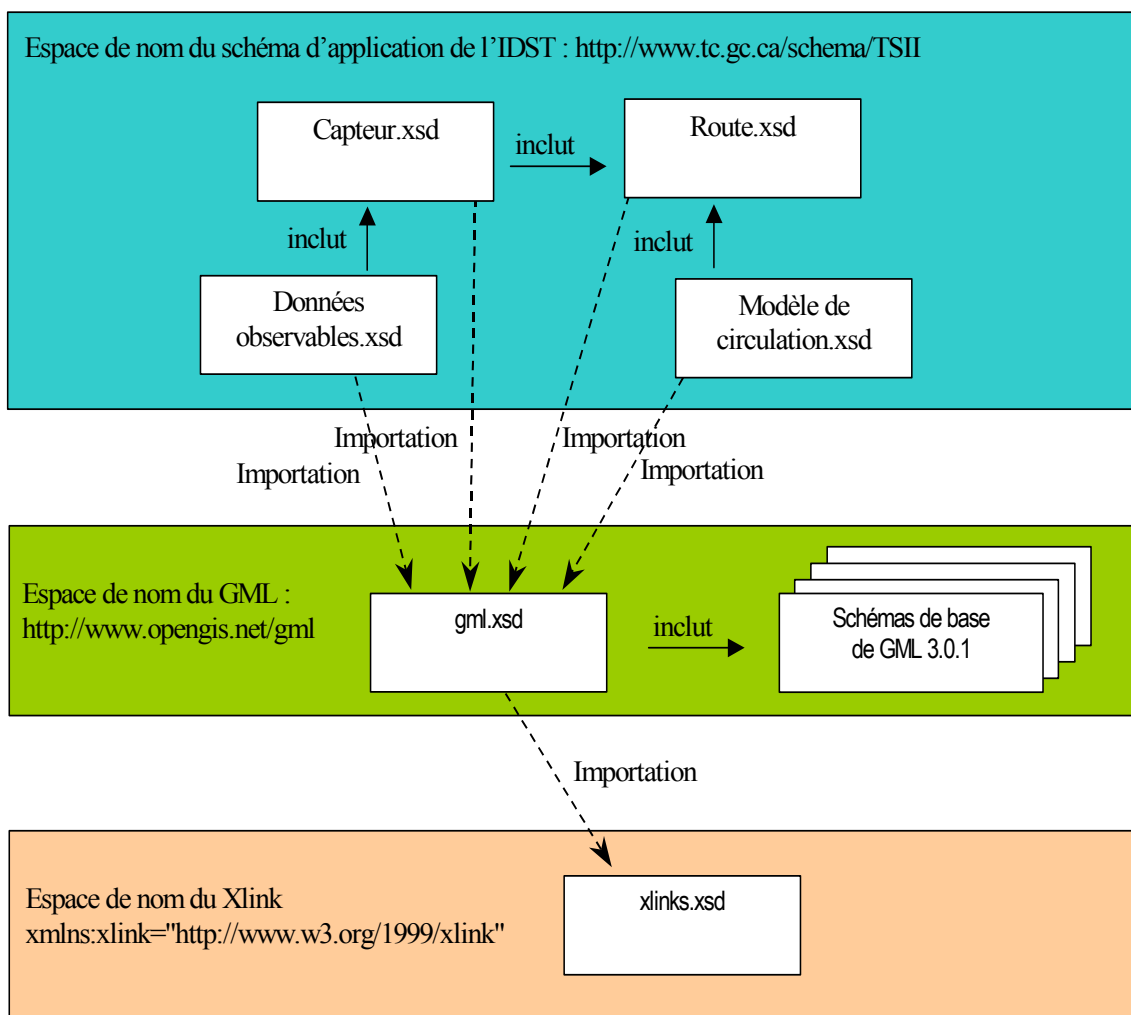 Espace de nom du schéma d’application de l’IDST : http://www.tc.gc.ca/schema/TSII
Capteur.xsd
inclut
Route.xsd
inclut
inclut
Données
observables.xsd
Modèle de
circulation.xsd
Importation
Importation
Importation
Importation
Espace de nom du GML :
http://www.opengis.net/gml
gml.xsd
inclut
Schémas de base
de GML 3.0.1
Importation
Espace de nom du Xlink
xmlns:xlink="http://www.w3.org/1999/xlink"
xlinks.xsd